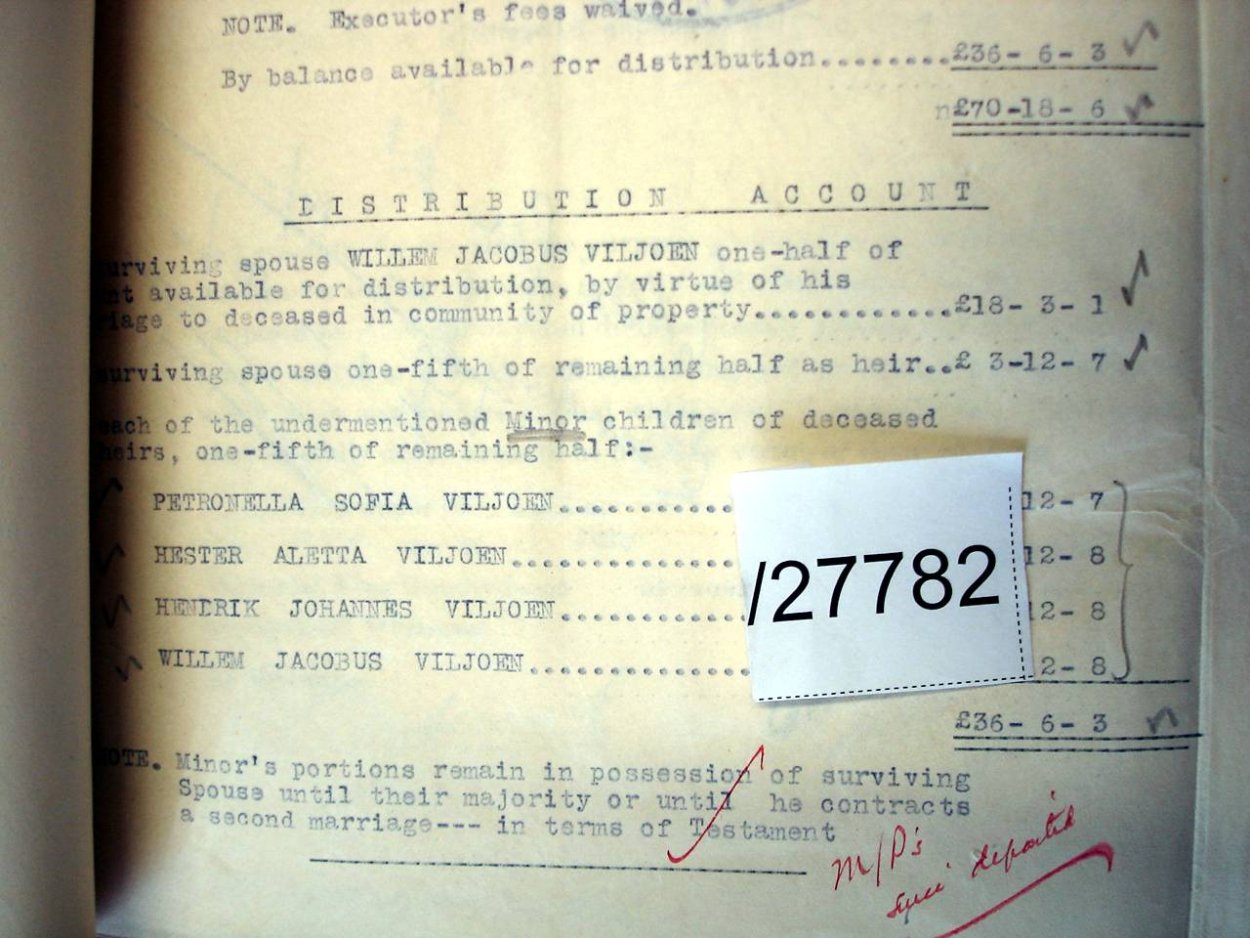 NOTE. Executor's fees waived.
By balance available for distribution........£36- 6- 3
£70-18- 6
DISTRIBUTION ACCOUNT
urviving spouse WILLEM JACOBUS VILJOEN one-half of
nt available for distribution, by virtue of his
riage to deceased in community of property............£18- 3- 1
urviving spouse one-fifth of remaining half as heir..£ 3-12- 7
each of the undermentioned Minor children of deceased
heirs, one-fifth of remaining half:-
PETRONELLA SOFIA VILJOEN.......... 12- 7
HESTER ALETTA VILJOEN............. 12- 8
/27782
HENDRIK JOHANNES VILJOEN.......... 12- 8
WILLEM JACOBUS VILJOEN............ 2- 8
£36- 6- 3
NOTE. Minor's portions remain in possession of surviving
Spouse until their majority or until he contracts
a second marriage--- in terms of Testament
M/P's